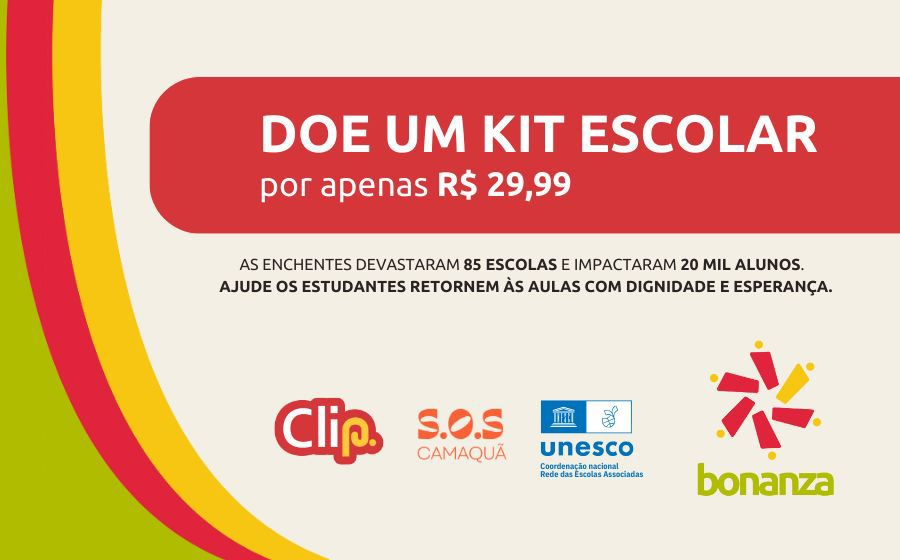 DOE UM KIT ESCOLAR
por apenas R$ 29,99
AS ENCHENTES DEVASTARAM 85 ESCOLAS E IMPACTARAM 20 MIL ALUNOS.
AJUDE OS ESTUDANTES RETORNEM ÀS AULAS COM DIGNIDADE E ESPERANÇA.
Clip.
S.O.S
CAMAQUÃ
unesco
Coordenação nacional
Rede das Escolas Associadas
bonanza